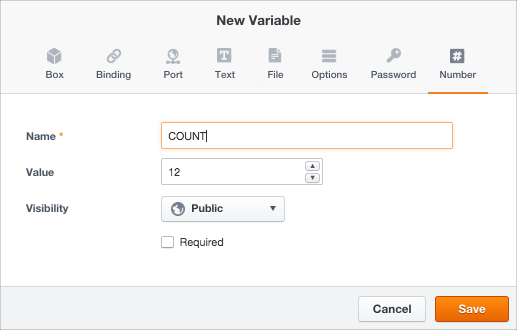 New Variable
Box Binding Port Text File Options Password Number
Name *
COUNT
Value
12
Visibility
Public
Required
Cancel Save